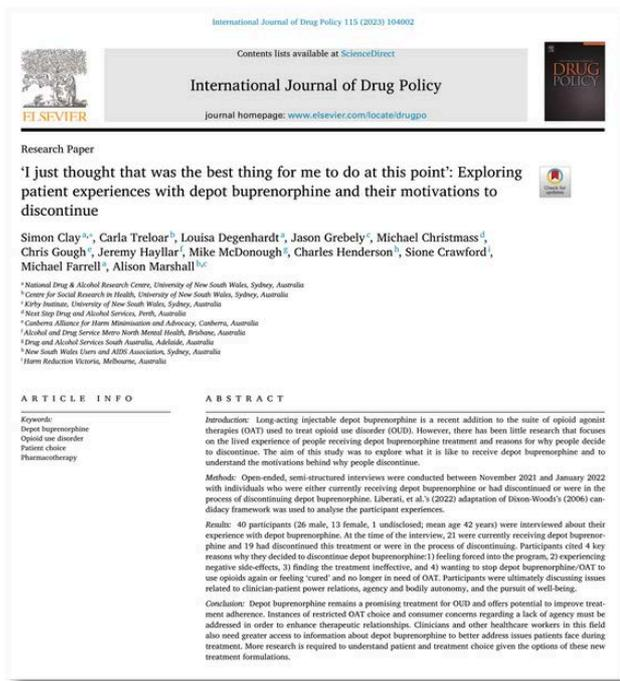 International Journal of Drug Policy 115 (2023) 104002
Contents lists available at ScienceDirect
International Journal of Drug Policy
journal homepage: www.elsevier.com/locate/drugpo
ELSEVIER
DRUG
POLICY
Research Paper
‘I just thought that was the best thing for me to do at this point’: Exploring
patient experiences with depot buprenorphine and their motivations to
discontinue
Check for
updates
Simon Clay a,*, Carla Treloar b, Louisa Degenhardt a, Jason Grebely c, Michael Christmass d,
Chris Gough e, Jeremy Hayllar f, Mike McDonough g, Charles Henderson h, Sione Crawford i,
Michael Farrell a, Alison Marshall b,c
a National Drug & Alcohol Research Centre, University of New South Wales, Sydney, Australia
b Centre for Social Research in Health, University of New South Wales, Sydney, Australia
c Kirby Institute, University of New South Wales, Sydney, Australia
d Next Step Drug and Alcohol Services, Perth, Australia
e Canberra Alliance for Harm Minimisation and Advocacy, Canberra, Australia
f Alcohol and Drug Service Metro North Mental Health, Brisbane, Australia
g Drug and Alcohol Services South Australia, Adelaide, Australia
h New South Wales Users and AIDS Association, Sydney, Australia
i Harm Reduction Victoria, Melbourne, Australia
ARTICLE INFO
Keywords:
Depot buprenorphine
Opioid use disorder
Patient choice
Pharmacotherapy
ABSTRACT
Introduction: Long-acting injectable depot buprenorphine is a recent addition to the suite of opioid agonist
therapies (OAT) used to treat opioid use disorder (OUD). However, there has been little research that focuses
on the lived experience of people receiving depot buprenorphine treatment and reasons for why people decide
to discontinue. The aim of this study was to explore what it is like to receive depot buprenorphine and to
understand the motivations behind why people discontinue.
Methods: Open-ended, semi-structured interviews were conducted between November 2021 and January 2022
with individuals who were either currently receiving depot buprenorphine or had discontinued or were in the
process of discontinuing depot buprenorphine. Liberati, et al.'s (2022) adaptation of Dixon-Woods's (2006) can-
didacy framework was used to analyse the participant experiences.
Results: 40 participants (26 male, 13 female, 1 undisclosed; mean age 42 years) were interviewed about their
experience with depot buprenorphine. At the time of the interview, 21 were currently receiving depot buprenor-
phine and 19 had discontinued this treatment or were in the process of discontinuing. Participants cited 4 key
reasons why they decided to discontinue depot buprenorphine:1) feeling forced into the program, 2) experiencing
negative side-effects, 3) finding the treatment ineffective, and 4) wanting to stop depot buprenorphine/OAT to
use opioids again or feeling ‘cured’ and no longer in need of OAT. Participants were ultimately discussing issues
related to clinician-patient power relations, agency and bodily autonomy, and the pursuit of well-being.
Conclusion: Depot buprenorphine remains a promising treatment for OUD and offers potential to improve treat-
ment adherence. Instances of restricted OAT choice and consumer concerns regarding a lack of agency must be
addressed in order to enhance therapeutic relationships. Clinicians and other healthcare workers in this field
also need greater access to information about depot buprenorphine to better address issues patients face during
treatment. More research is required to understand patient and treatment choice given the options of these new
treatment formulations.